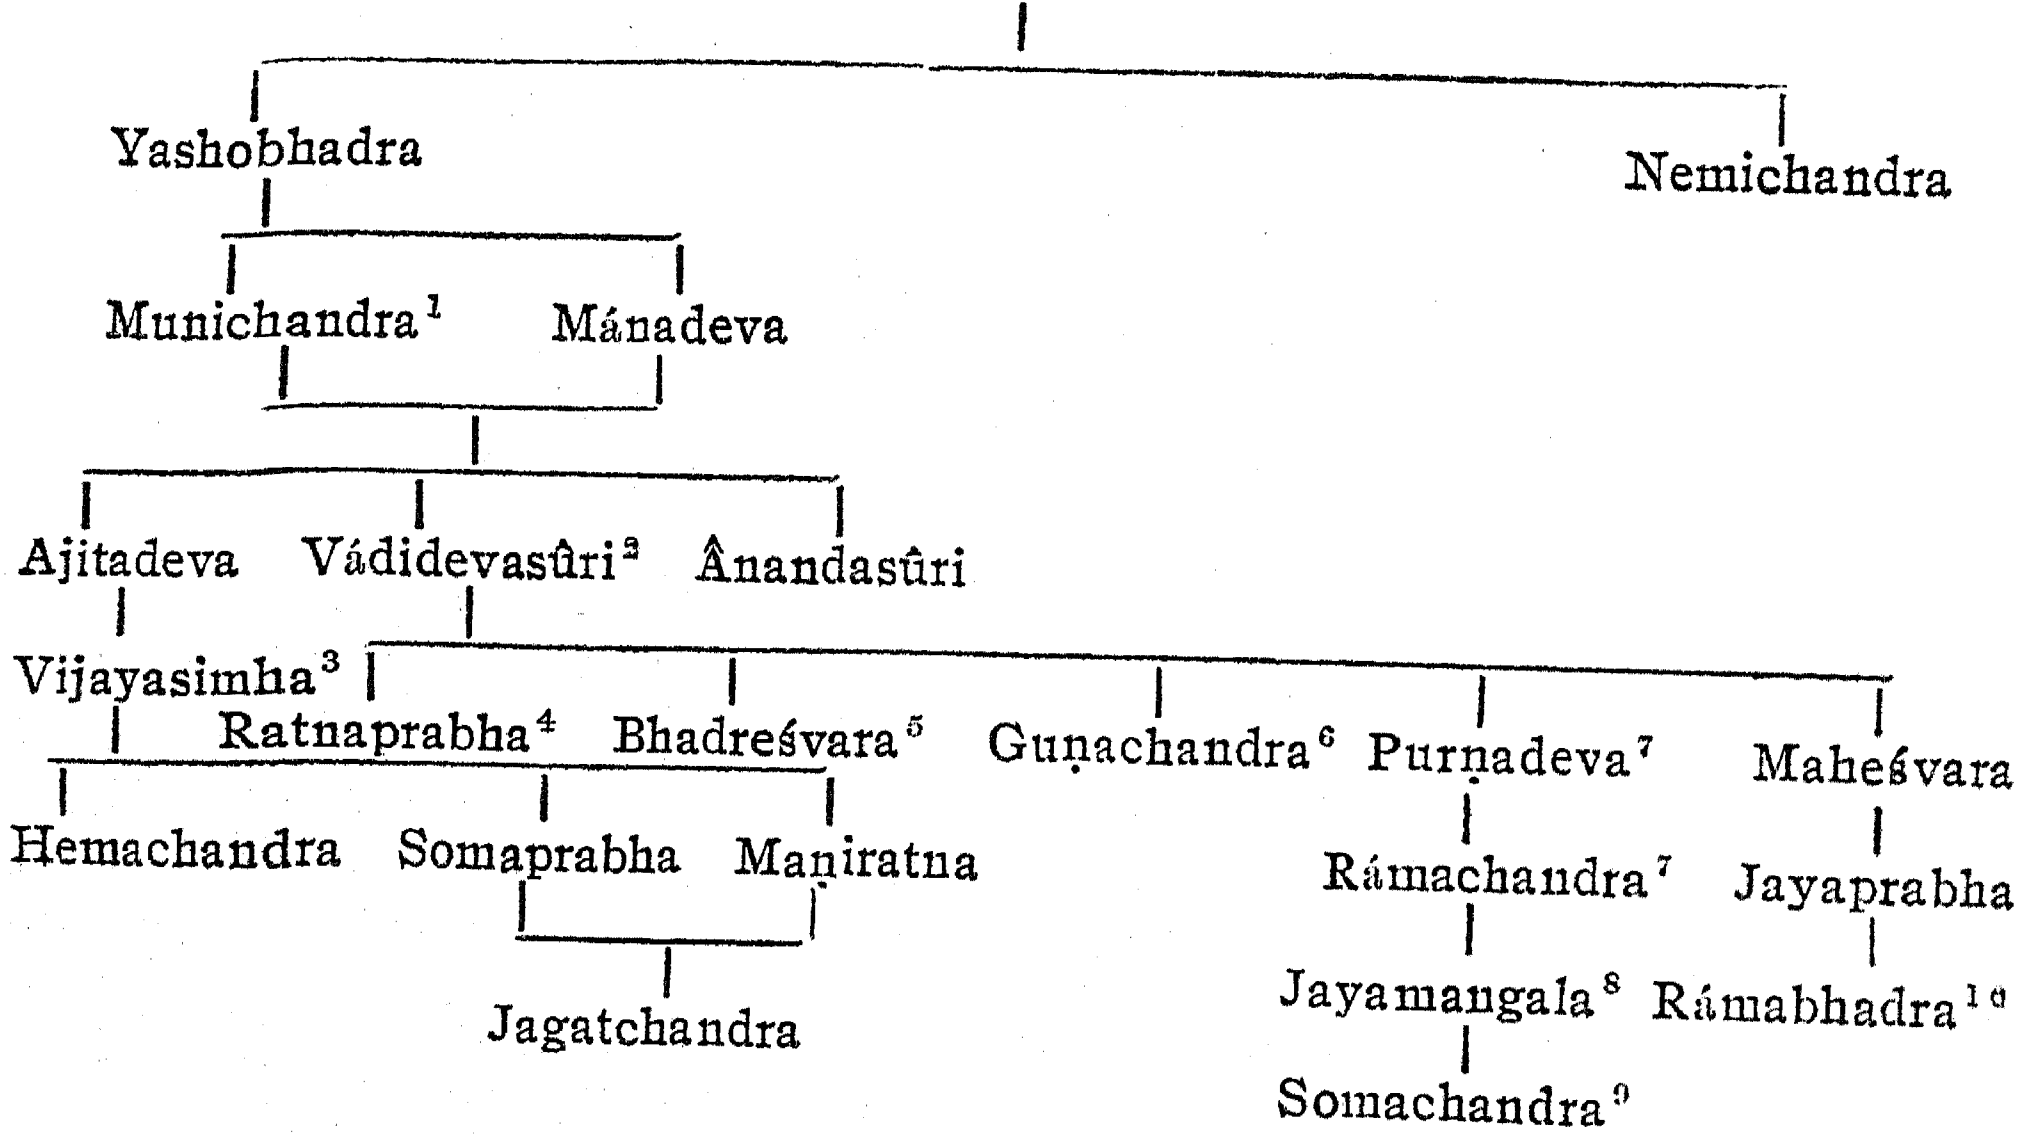 Yashobhadra Nemichandra
Munichandra¹ Mánadeva
Ajitadeva Vádidevasûri² Ânandasûri
Vijayasimha³
Ratnaprabha⁴ Bhadreśvara⁵ Guṇachandra⁶ Purṇadeva⁷ Maheśvara
Hemachandra Somaprabha Maṇiratna
Rámachandra⁷ Jayaprabha
Jayamangala⁸ Rámabhadra¹⁰
Jagatchandra
Somachandra⁹